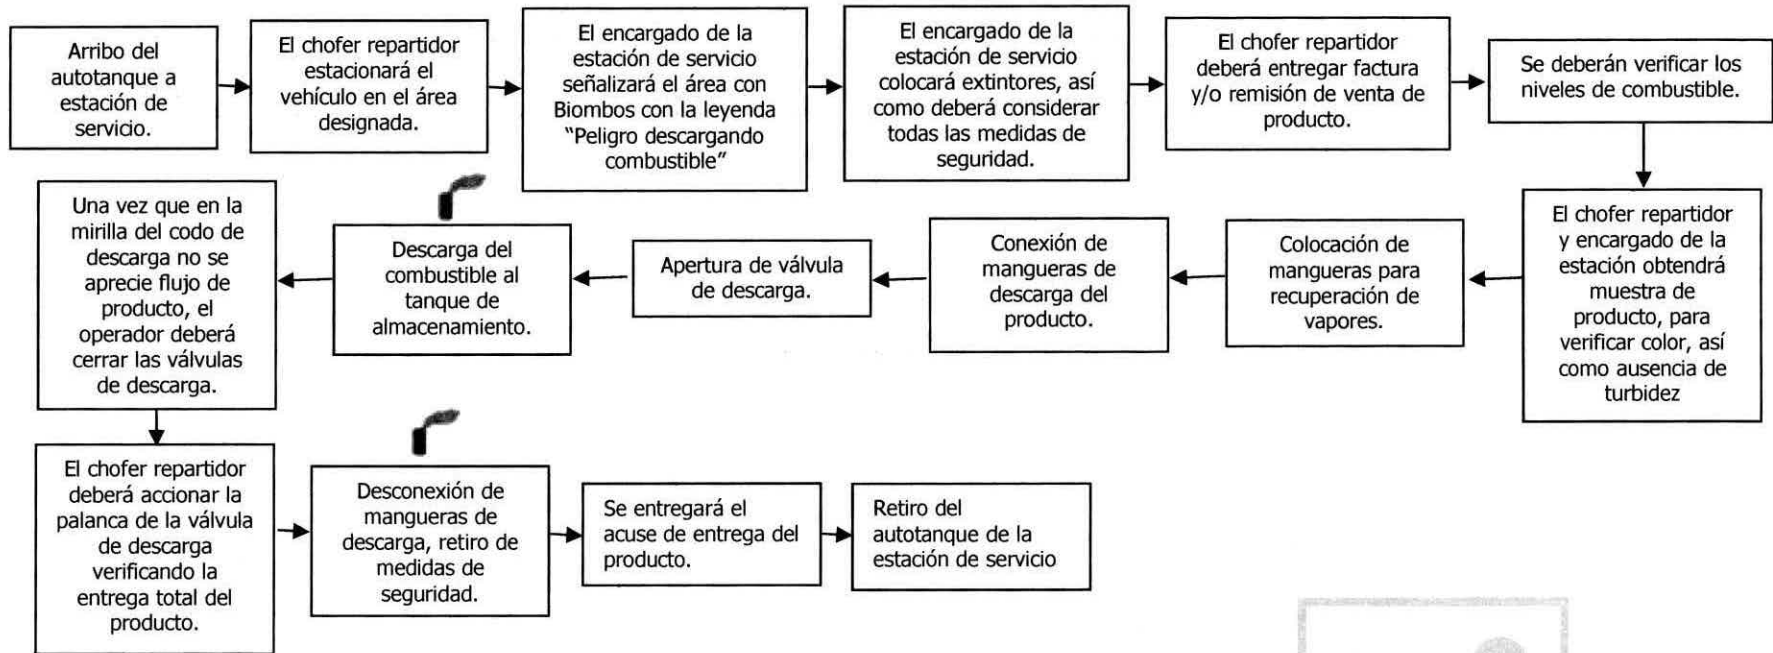 Arribo del
autotanque a
estación de
servicio.
El chofer repartidor
estacionará el
vehículo en el área
designada.
El encargado de la
estación de servicio
señalizará el área con
Biombos con la leyenda
"Peligro descargando
combustible"
El encargado de la
estación de servicio
colocará extintores, así
como deberá considerar
todas las medidas de
seguridad.
El chofer repartidor
deberá entregar factura
y/o remisión de venta de
producto.
Se deberán verificar los
niveles de combustible.
El chofer repartidor
y encargado de la
estación obtendrá
muestra de
producto, para
verificar color, así
como ausencia de
turbidez
Colocación de
mangueras para
recuperación de
vapores.
Conexión de
mangueras de
descarga del
producto.
Apertura de válvula
de descarga.
Descarga del
combustible al
tanque de
almacenamiento.
Una vez que en la
mirilla del codo de
descarga no se
aprecie flujo de
producto, el
operador deberá
cerrar las válvulas
de descarga.
El chofer repartidor
deberá accionar la
palanca de la válvula
de descarga
verificando la
entrega total del
producto.
Desconexión de
mangueras de
descarga, retiro de
medidas de
seguridad.
Se entregará el
acuse de entrega del
producto.
Retiro del
autotanque de la
estación de servicio